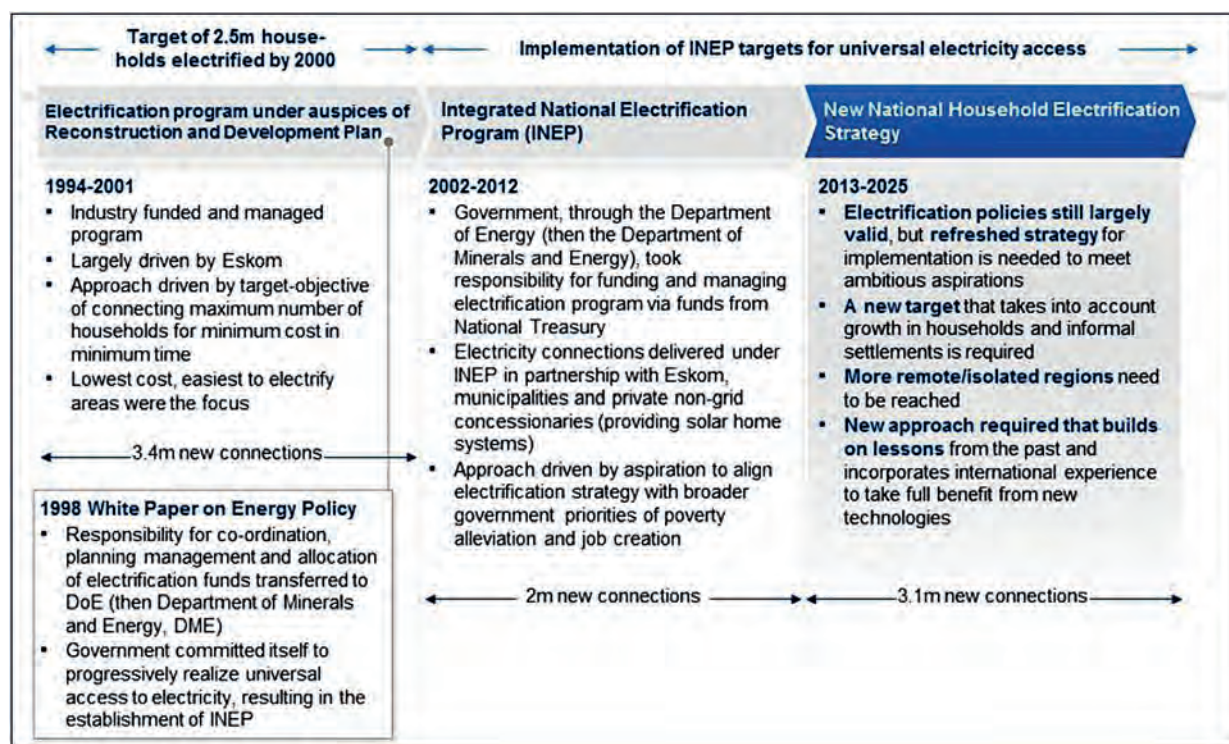 Target of 2.5m house-
holds electrified by 2000
Implementation of INEP targets for universal electricity access
Electrification program under auspices of
Reconstruction and Development Plan
1994-2001
▪ Industry funded and managed
program
▪ Largely driven by Eskom
▪ Approach driven by target-objective
of connecting maximum number of
households for minimum cost in
minimum time
▪ Lowest cost, easiest to electrify
areas were the focus
3.4m new connections
1998 White Paper on Energy Policy
▪ Responsibility for co-ordination,
planning management and allocation
of electrification funds transferred to
DoE (then Department of Minerals
and Energy, DME)
▪ Government committed itself to
progressively realize universal
access to electricity, resulting in the
establishment of INEP
Integrated National Electrification
Program (INEP)
2002-2012
▪ Government, through the Department
of Energy (then the Department of
Minerals and Energy), took
responsibility for funding and managing
electrification program via funds from
National Treasury
▪ Electricity connections delivered under
INEP in partnership with Eskom,
municipalities and private non-grid
concessionaries (providing solar home
systems)
▪ Approach driven by aspiration to align
electrification strategy with broader
government priorities of poverty
alleviation and job creation
2m new connections
New National Household Electrification
Strategy
2013-2025
▪ Electrification policies still largely
valid, but refreshed strategy for
implementation is needed to meet
ambitious aspirations
▪ A new target that takes into account
growth in households and informal
settlements is required
▪ More remote/isolated regions need
to be reached
▪ New approach required that builds
on lessons from the past and
incorporates international experience
to take full benefit from new
technologies
3.1m new connections